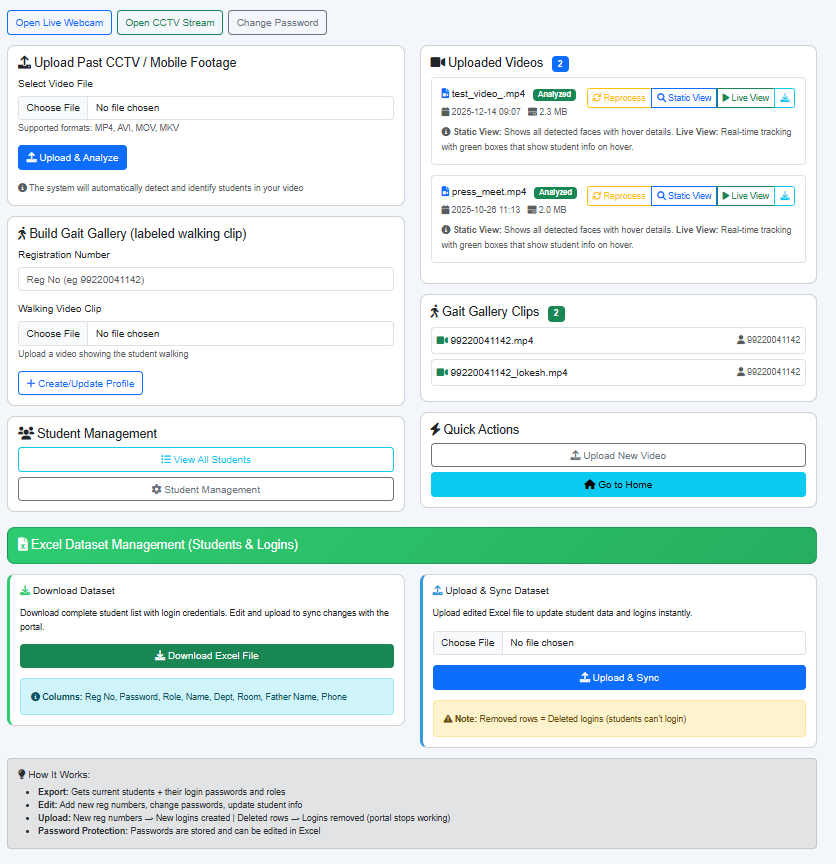 Open Live Webcam
Open CCTV Stream
Change Password
Upload Past CCTV / Mobile Footage
Select Video File
Choose File No file chosen
Supported formats: MP4, AVI, MOV, MKV
Upload & Analyze
The system will automatically detect and identify students in your video
Build Gait Gallery (labeled walking clip)
Registration Number
Reg No (eg 99220041142)
Walking Video Clip
Choose File No file chosen
Upload a video showing the student walking
+ Create/Update Profile
Student Management
View All Students
Student Management
Uploaded Videos 2
test_video_.mp4 Analyzed Reprocess Static View Live View
2025-12-14 09:07 2.3 MB
Static View: Shows all detected faces with hover details. Live View: Real-time tracking
with green boxes that show student info on hover.
press_meet.mp4 Analyzed Reprocess Static View Live View
2025-10-26 11:13 2.0 MB
Static View: Shows all detected faces with hover details. Live View: Real-time tracking
with green boxes that show student info on hover.
Gait Gallery Clips 2
99220041142.mp4 99220041142
99220041142_lokesh.mp4 99220041142
Quick Actions
Upload New Video
Go to Home
Excel Dataset Management (Students & Logins)
Download Dataset
Download complete student list with login credentials. Edit and upload to sync changes with the
portal.
Download Excel File
Columns: Reg No, Password, Role, Name, Dept, Room, Father Name, Phone
Upload & Sync Dataset
Upload edited Excel file to update student data and logins instantly.
Choose File No file chosen
Upload & Sync
Note: Removed rows = Deleted logins (students can't login)
How It Works:
• Export: Gets current students + their login passwords and roles
• Edit: Add new reg numbers, change passwords, update student info
• Upload: New reg numbers → New logins created | Deleted rows → Logins removed (portal stops working)
• Password Protection: Passwords are stored and can be edited in Excel